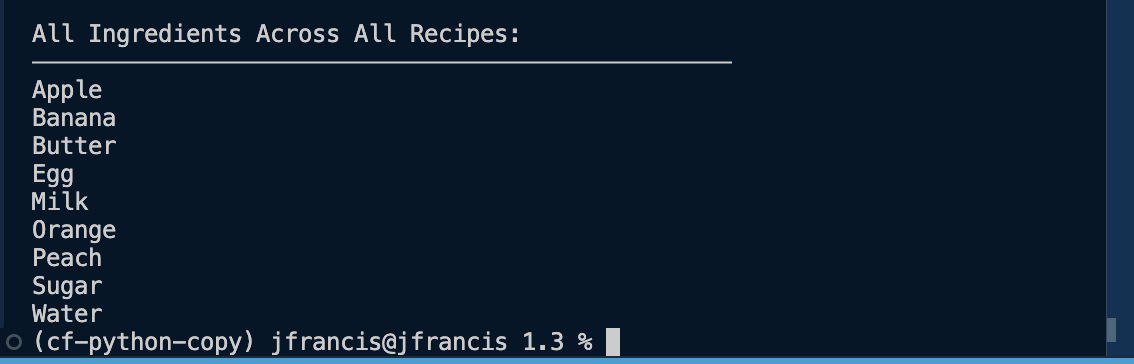 All Ingredients Across All Recipes:
Apple
Banana
Butter
Egg
Milk
Orange
Peach
Sugar
Water
(cf-python-copy) jfrancis@jfrancis 1.3 %